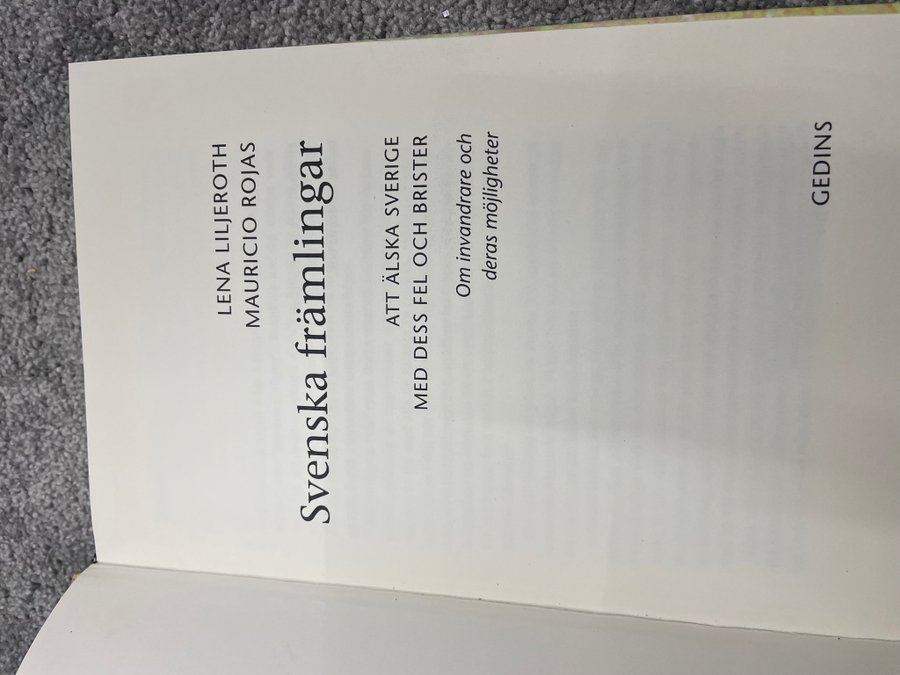 LENA LILJEROTH
MAURICIO ROJAS
Svenska främlingar
ATT ÄLSKA SVERIGE
MED DESS FEL OCH BRISTER
Om invandrare och
deras möjligheter
GEDINS